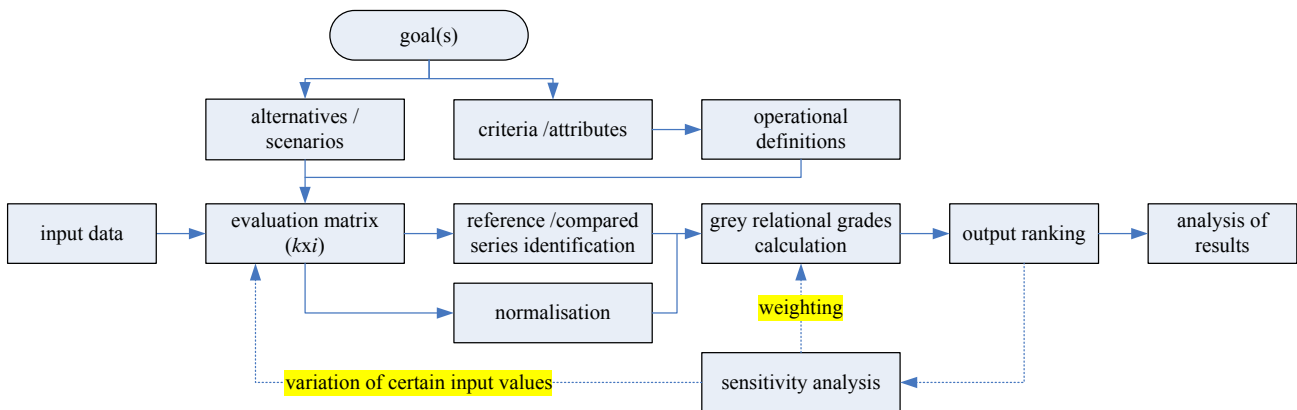 goal(s)
alternatives /
scenarios
criteria /attributes
operational
definitions
input data
evaluation matrix
(kxi)
reference /compared
series identification
grey relational grades
calculation
output ranking
analysis of
results
normalisation
weighting
variation of certain input values
sensitivity analysis